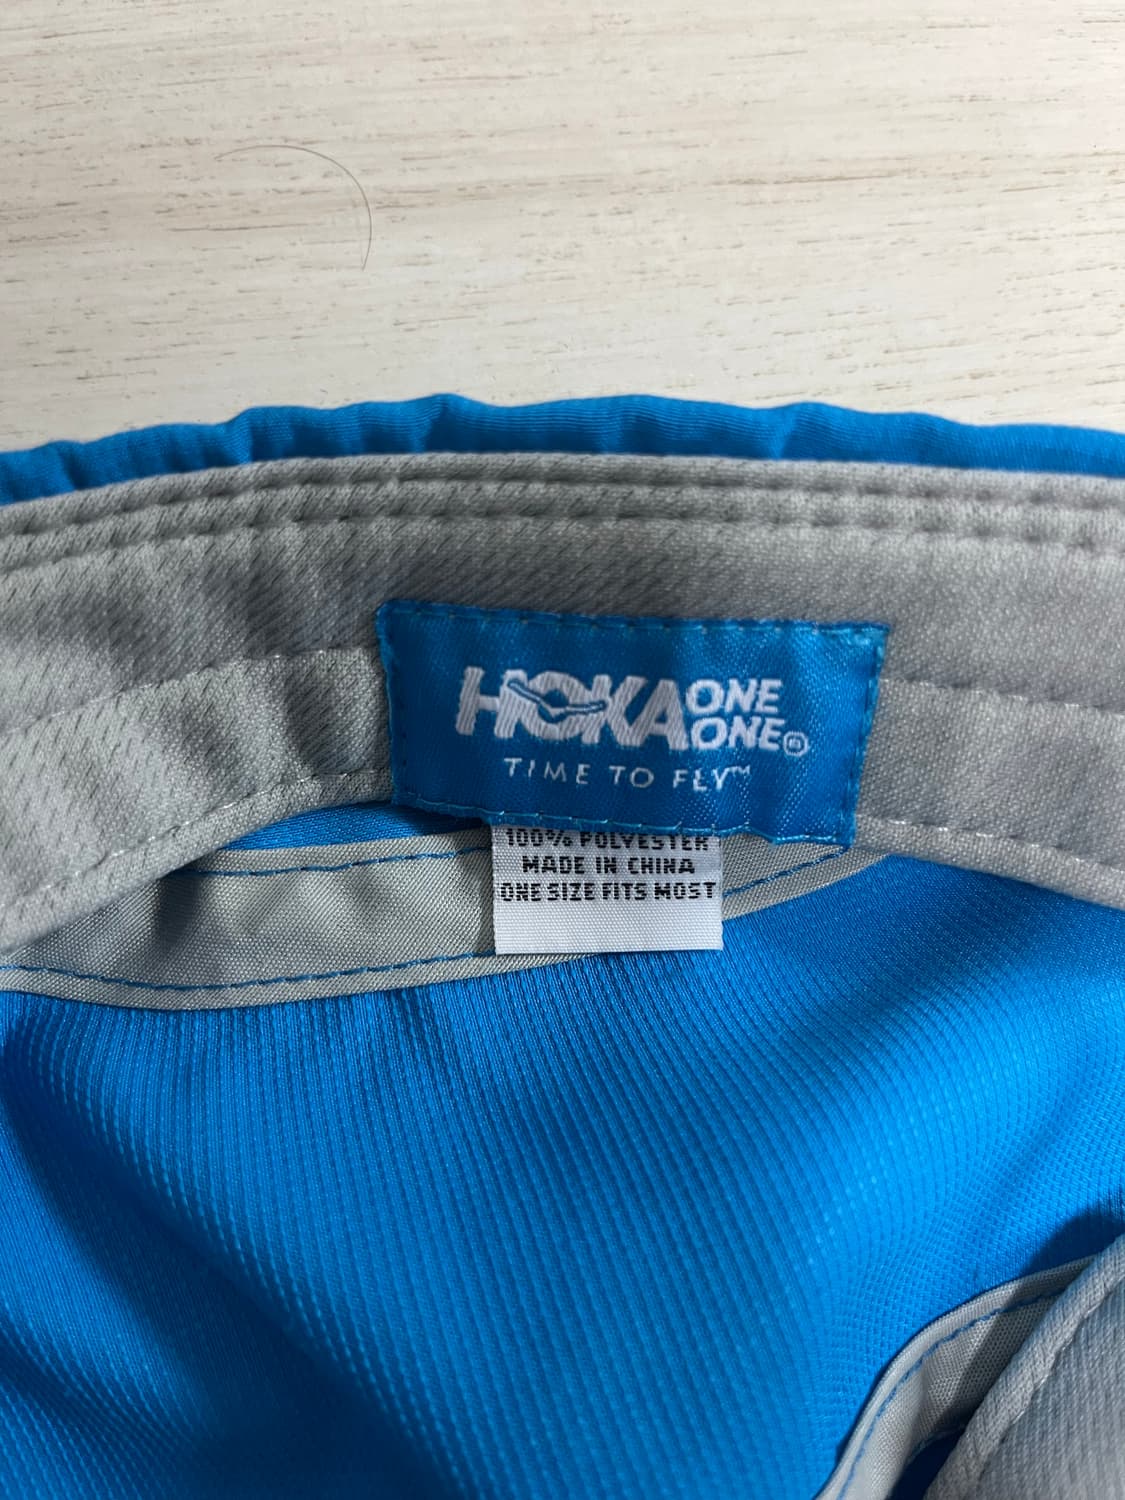 HOKA ONE
ONE®
TIME TO FLY™
100% POLYESTER
MADE IN CHINA
ONE SIZE FITS MOST